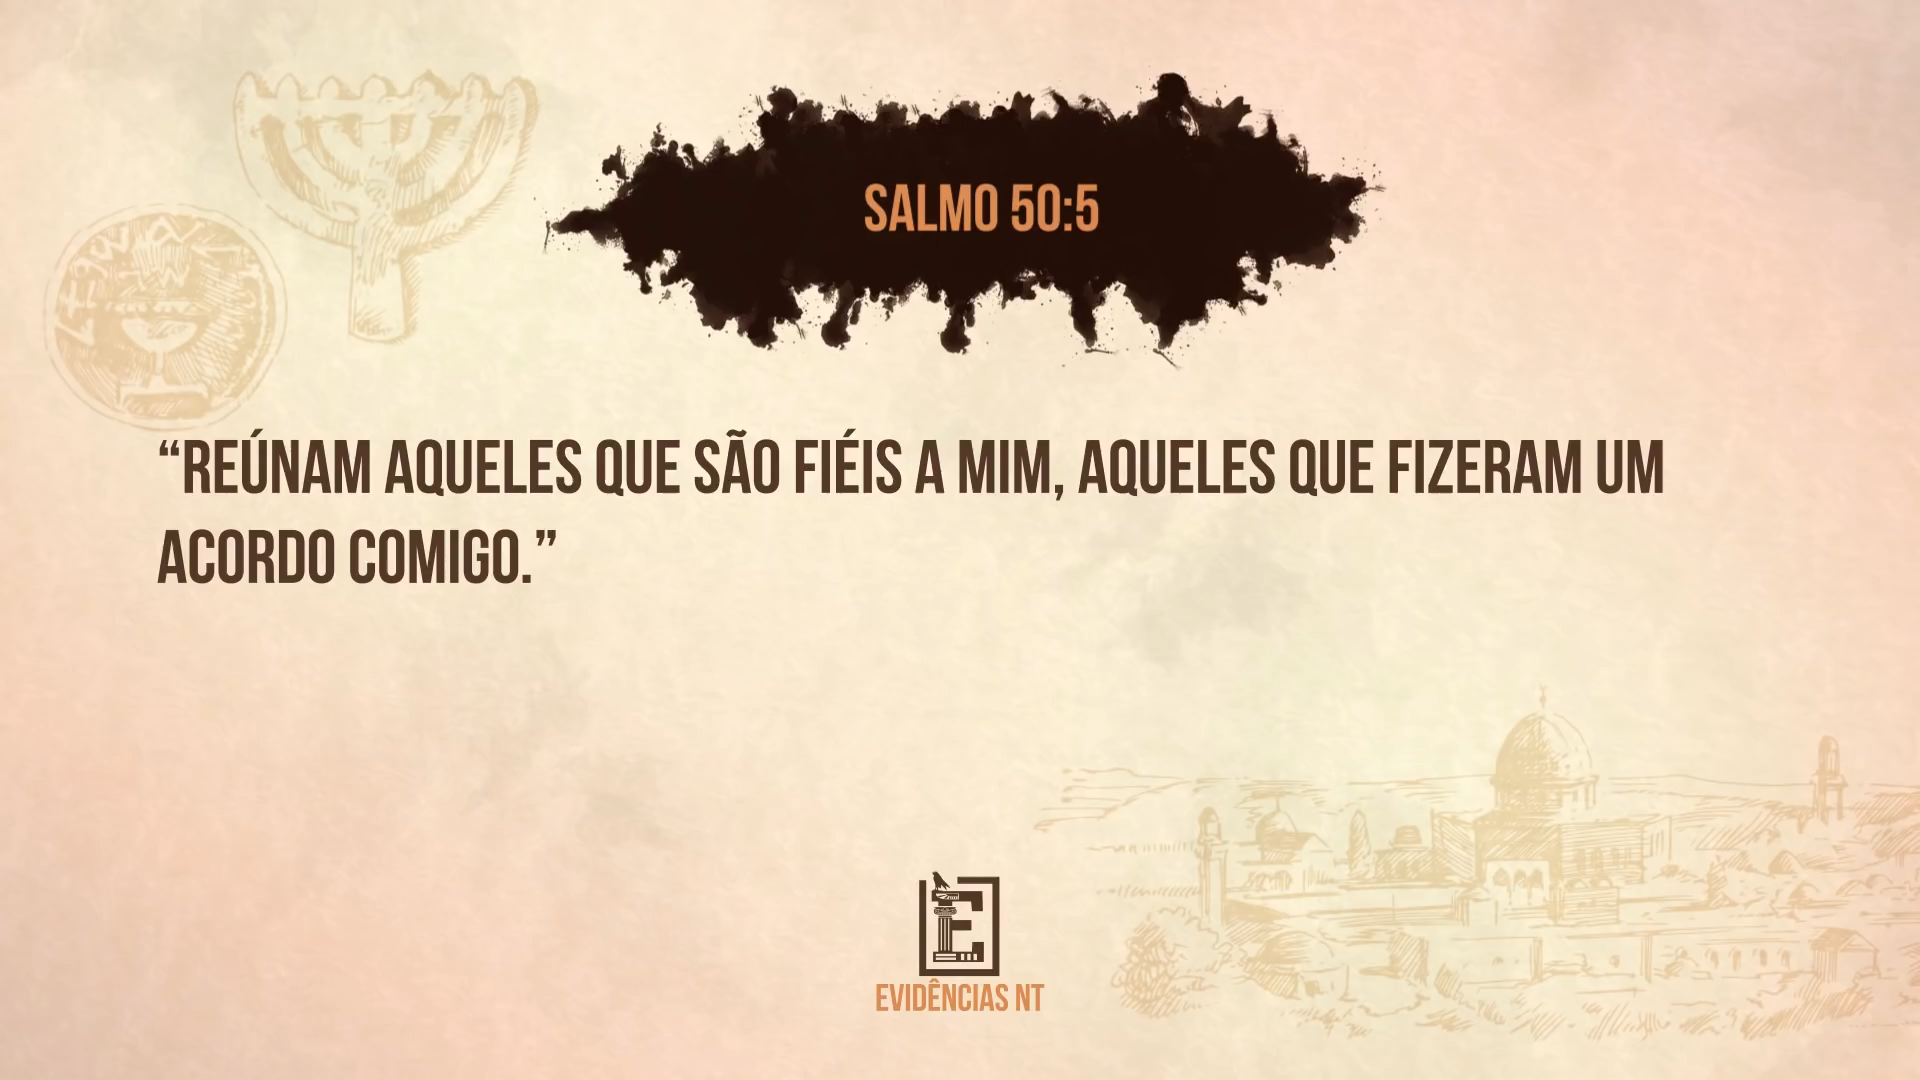 SALMO 50:5
“REÚNAM AQUELES QUE SÃO FIÉIS A MIM, AQUELES QUE FIZERAM UM
ACORDO COMIGO.”
E
EVIDÊNCIAS NT